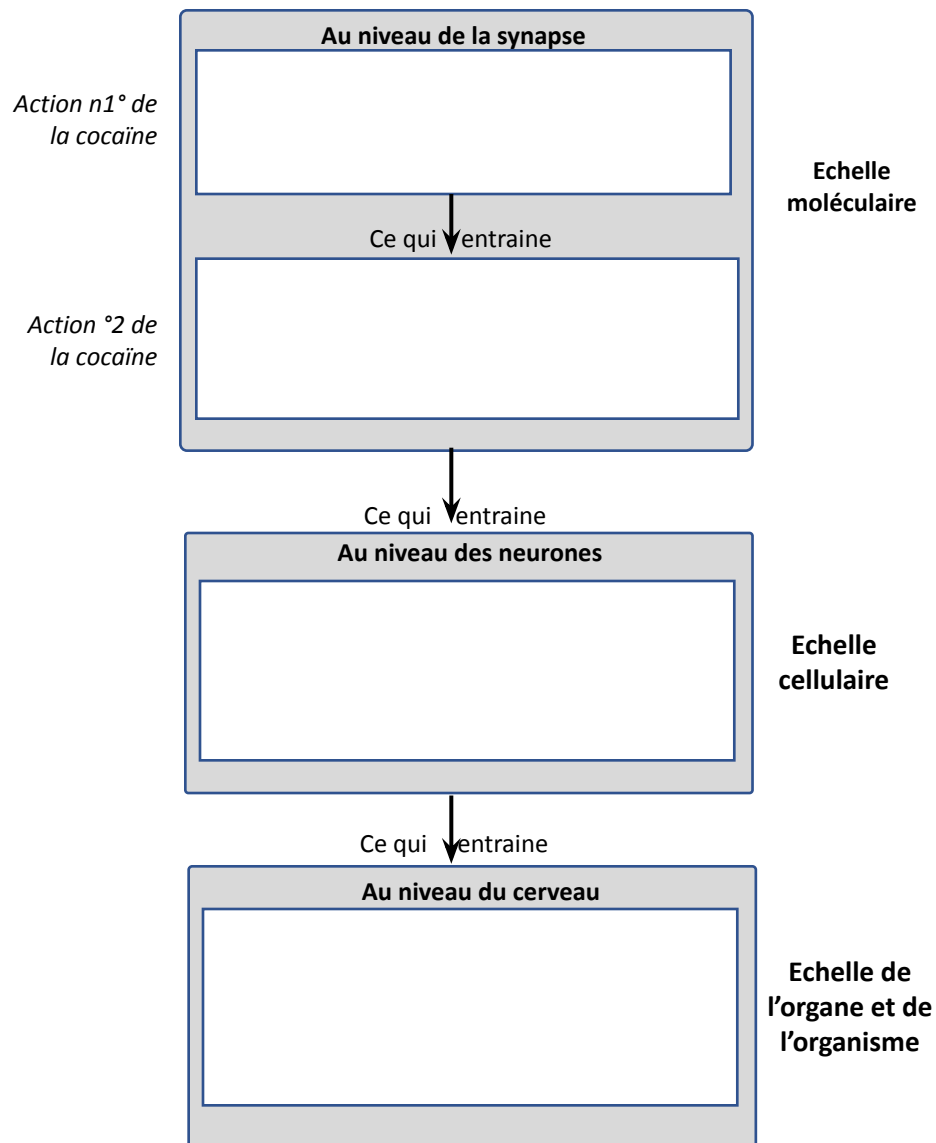 Au niveau de la synapse
Action n1° de
la cocaïne
Echelle
moléculaire
Ce qui entraine
Action °2 de
la cocaïne
Ce qui entraine
Au niveau des neurones
Echelle
cellulaire
Ce qui entraine
Au niveau du cerveau
Echelle de
l’organe et de
l’organisme